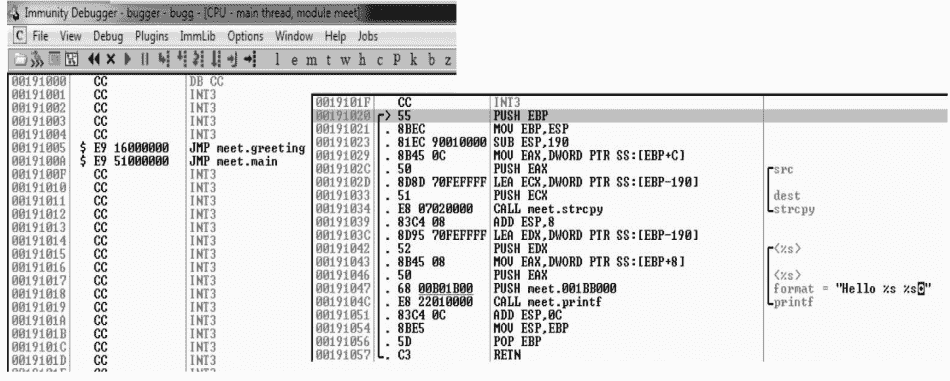 Immunity Debugger - bugger - bugg - [CPU - main thread, module meet]
C File View Debug Plugins ImmLib Options Window Help Jobs
l e m t w h c P k b z
00191000 CC DB CC
00191001 CC INT3
00191002 CC INT3
00191003 CC INT3
00191004 CC INT3
00191005 $ E9 16000000 JMP meet.greeting
0019100A $ E9 51000000 JMP meet.main
0019100F CC INT3
00191010 CC INT3
00191011 CC INT3
00191012 CC INT3
00191013 CC INT3
00191014 CC INT3
00191015 CC INT3
00191016 CC INT3
00191017 CC INT3
00191018 CC INT3
00191019 CC INT3
0019101A CC INT3
0019101B CC INT3
0019101C CC INT3
0019101D CC INT3
0019101F CC INT3
00191020 > 55 PUSH EBP
00191021 . 8BEC MOV EBP,ESP
00191023 . 81EC 90010000 SUB ESP,190
00191029 . 8B45 0C MOV EAX,DWORD PTR SS:[EBP+C]
0019102C . 50 PUSH EAX src
0019102D . 8D8D 70FEFFFF LEA ECX,DWORD PTR SS:[EBP-190]
00191033 . 51 PUSH ECX dest
00191034 . E8 07020000 CALL meet.strcpy strcpy
00191039 . 83C4 08 ADD ESP,8
0019103C . 8D95 70FEFFFF LEA EDX,DWORD PTR SS:[EBP-190]
00191042 . 52 PUSH EDX <%s>
00191043 . 8B45 08 MOV EAX,DWORD PTR SS:[EBP+8]
00191046 . 50 PUSH EAX <%s>
00191047 . 68 00B01B00 PUSH meet.001BB000 format = "Hello %s %s"
0019104C . E8 22010000 CALL meet.printf printf
00191051 . 83C4 0C ADD ESP,0C
00191054 . 8BE5 MOV ESP,EBP
00191056 . 5D POP EBP
00191057 . C3 RETN